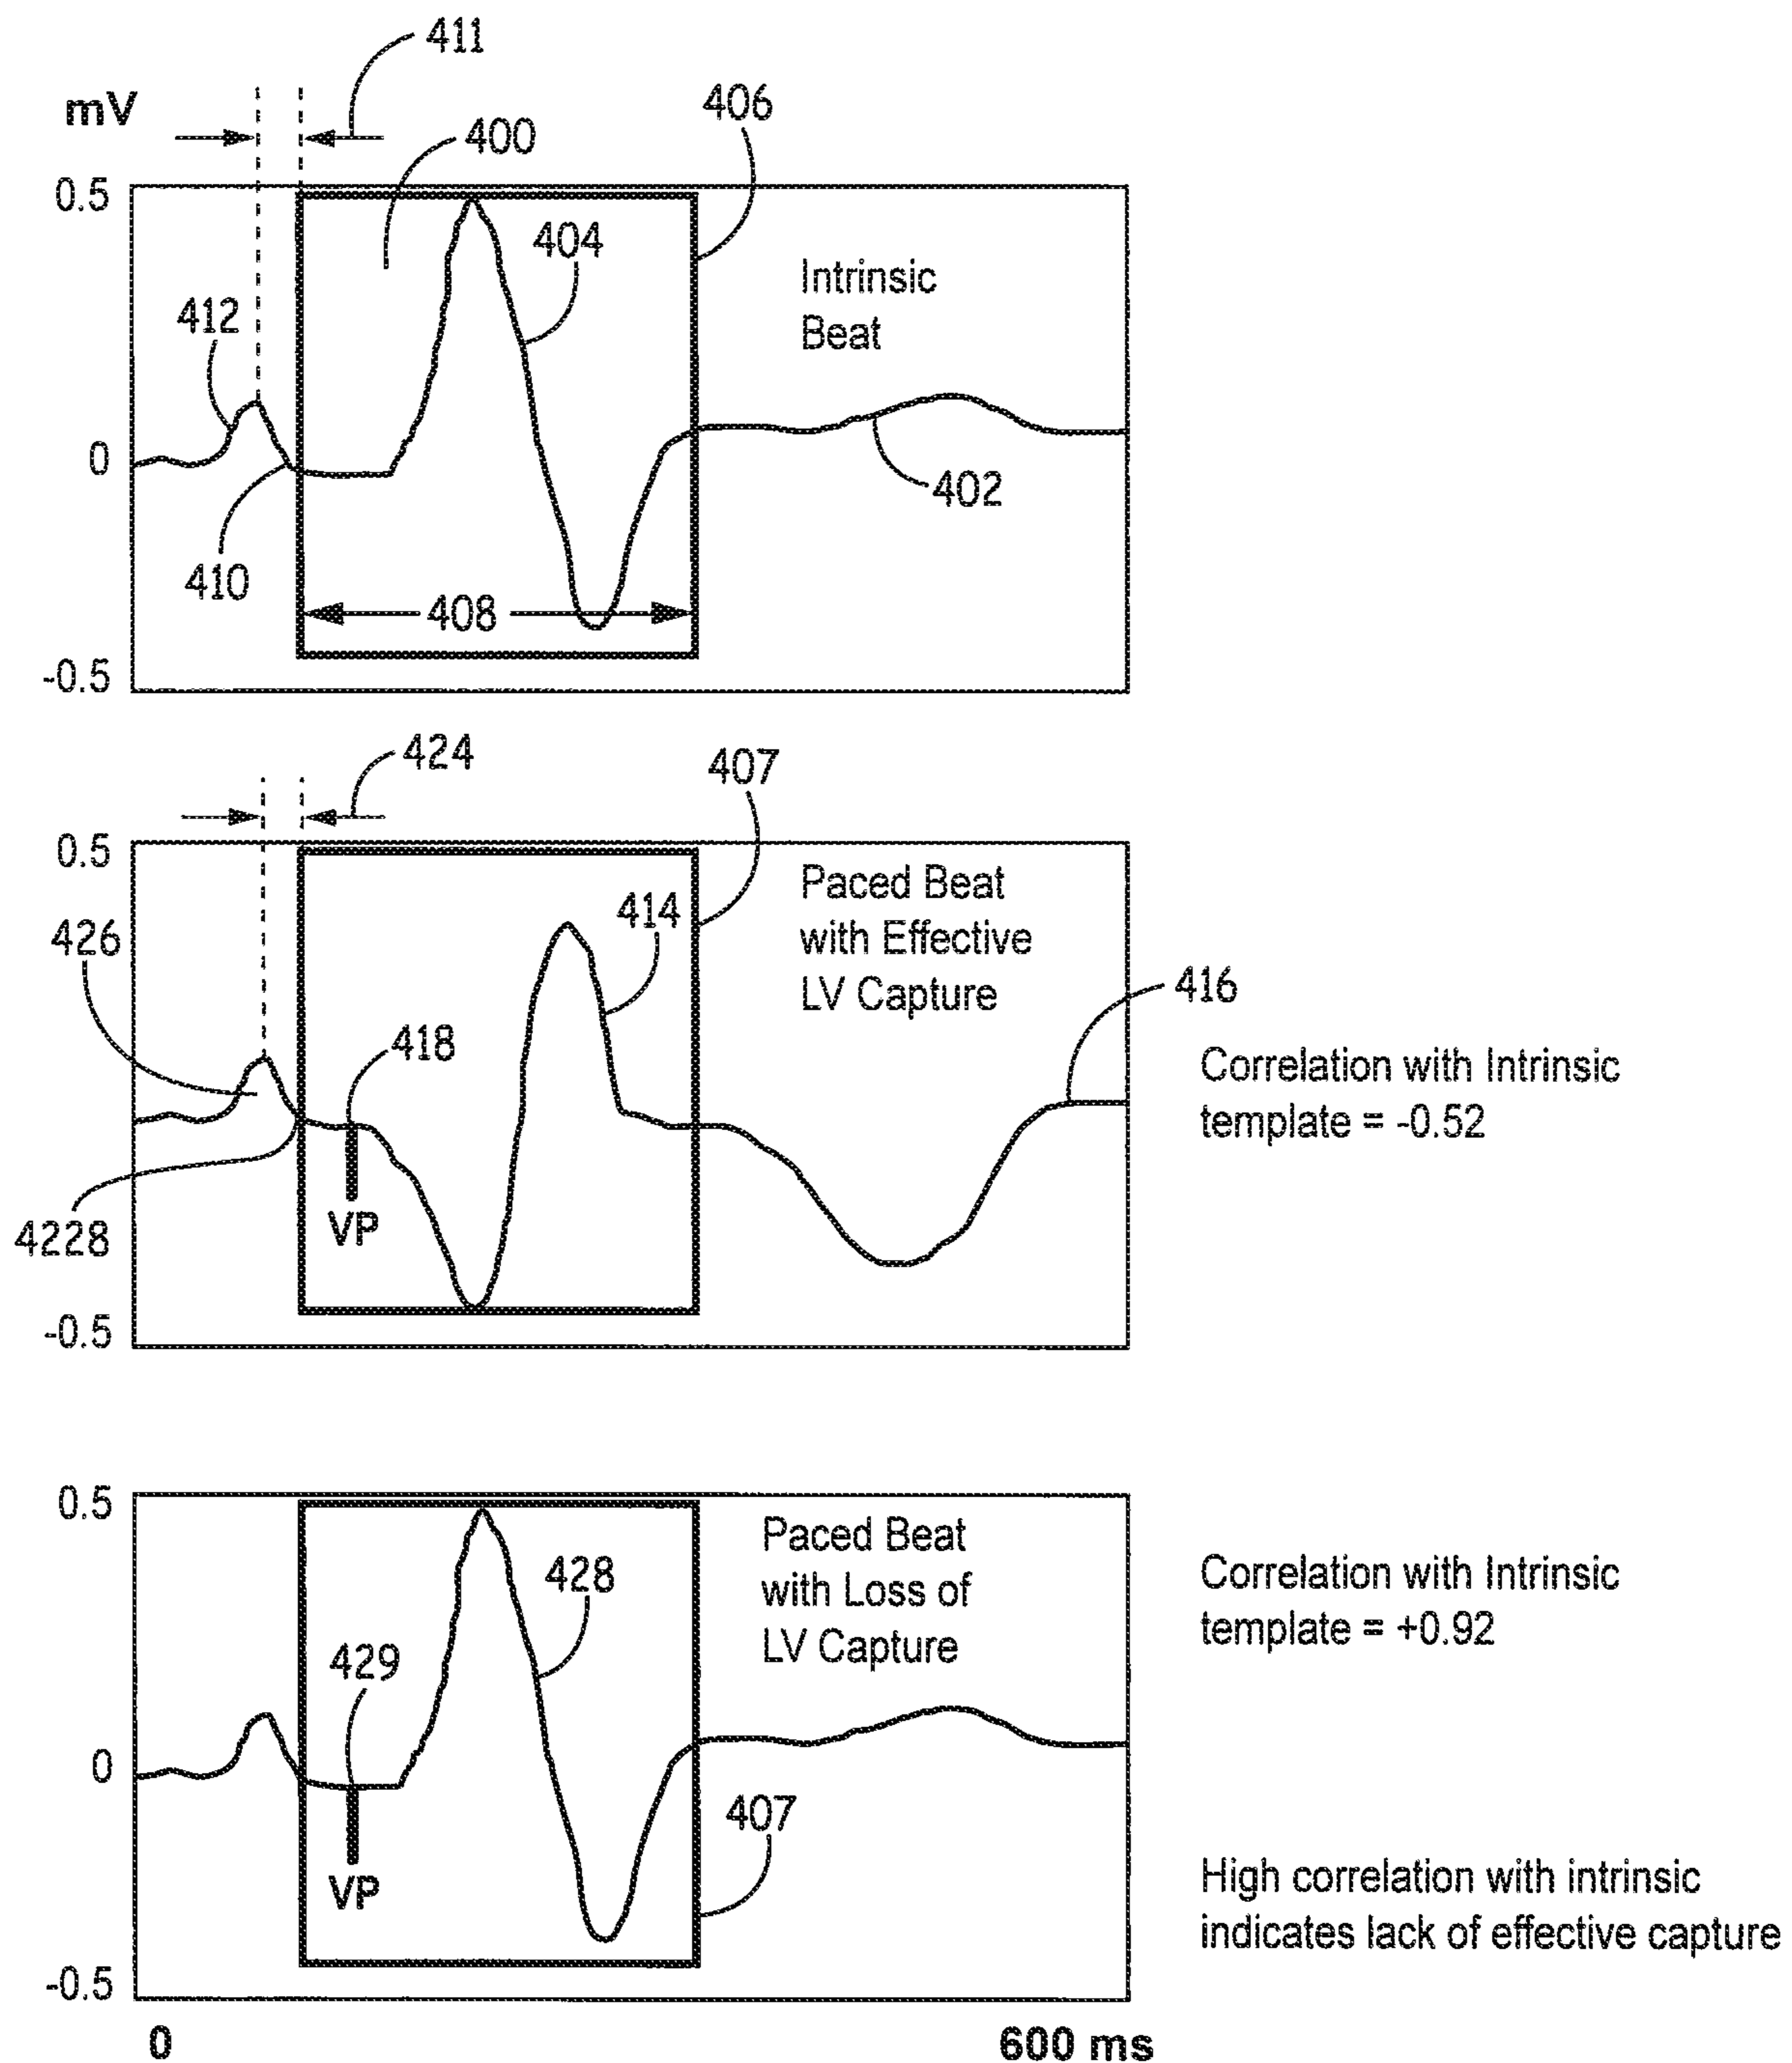 411
mV
400
406
0.5
404
Intrinsic
Beat
412
0
402
410
408
-0.5
424
407
0.5
Paced Beat
with Effective
LV Capture
414
426
416
418
Correlation with Intrinsic
template = -0.52
VP
4228
-0.5
0.5
Paced Beat
with Loss of
LV Capture
428
Correlation with Intrinsic
template = +0.92
429
0
407
VP
High correlation with intrinsic
indicates lack of effective capture
-0.5
0
600 ms